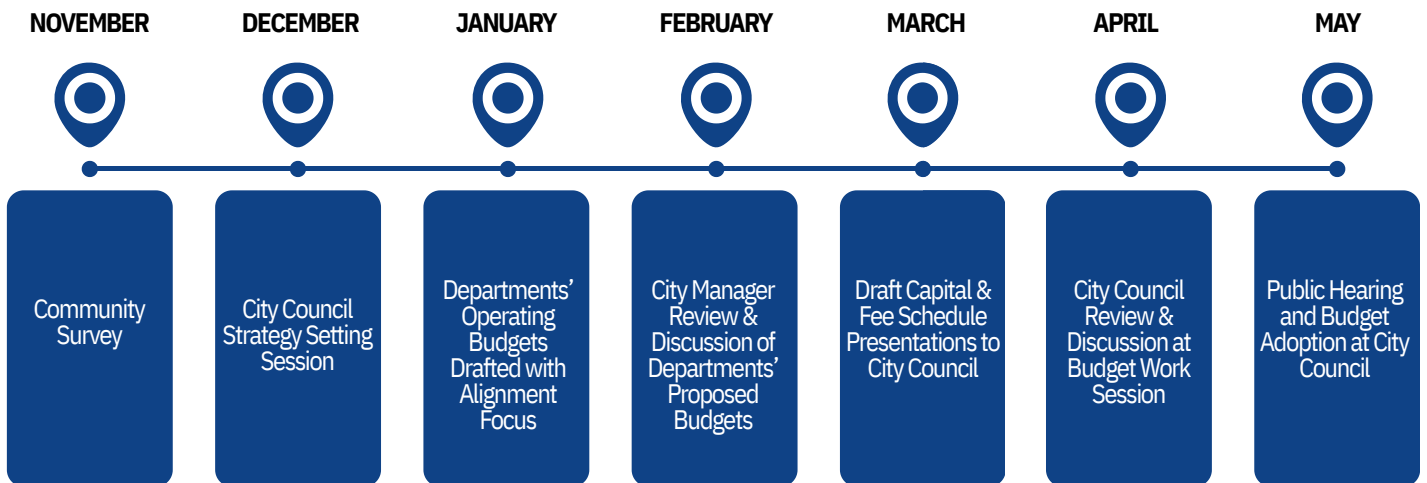 NOVEMBER
DECEMBER
JANUARY
FEBRUARY
MARCH
APRIL
MAY
Community
Survey
City Council
Strategy Setting
Session
Departments’
Operating
Budgets
Drafted with
Alignment
Focus
City Manager
Review &
Discussion of
Departments’
Proposed
Budgets
Draft Capital &
Fee Schedule
Presentations to
City Council
City Council
Review &
Discussion at
Budget Work
Session
Public Hearing
and Budget
Adoption at City
Council